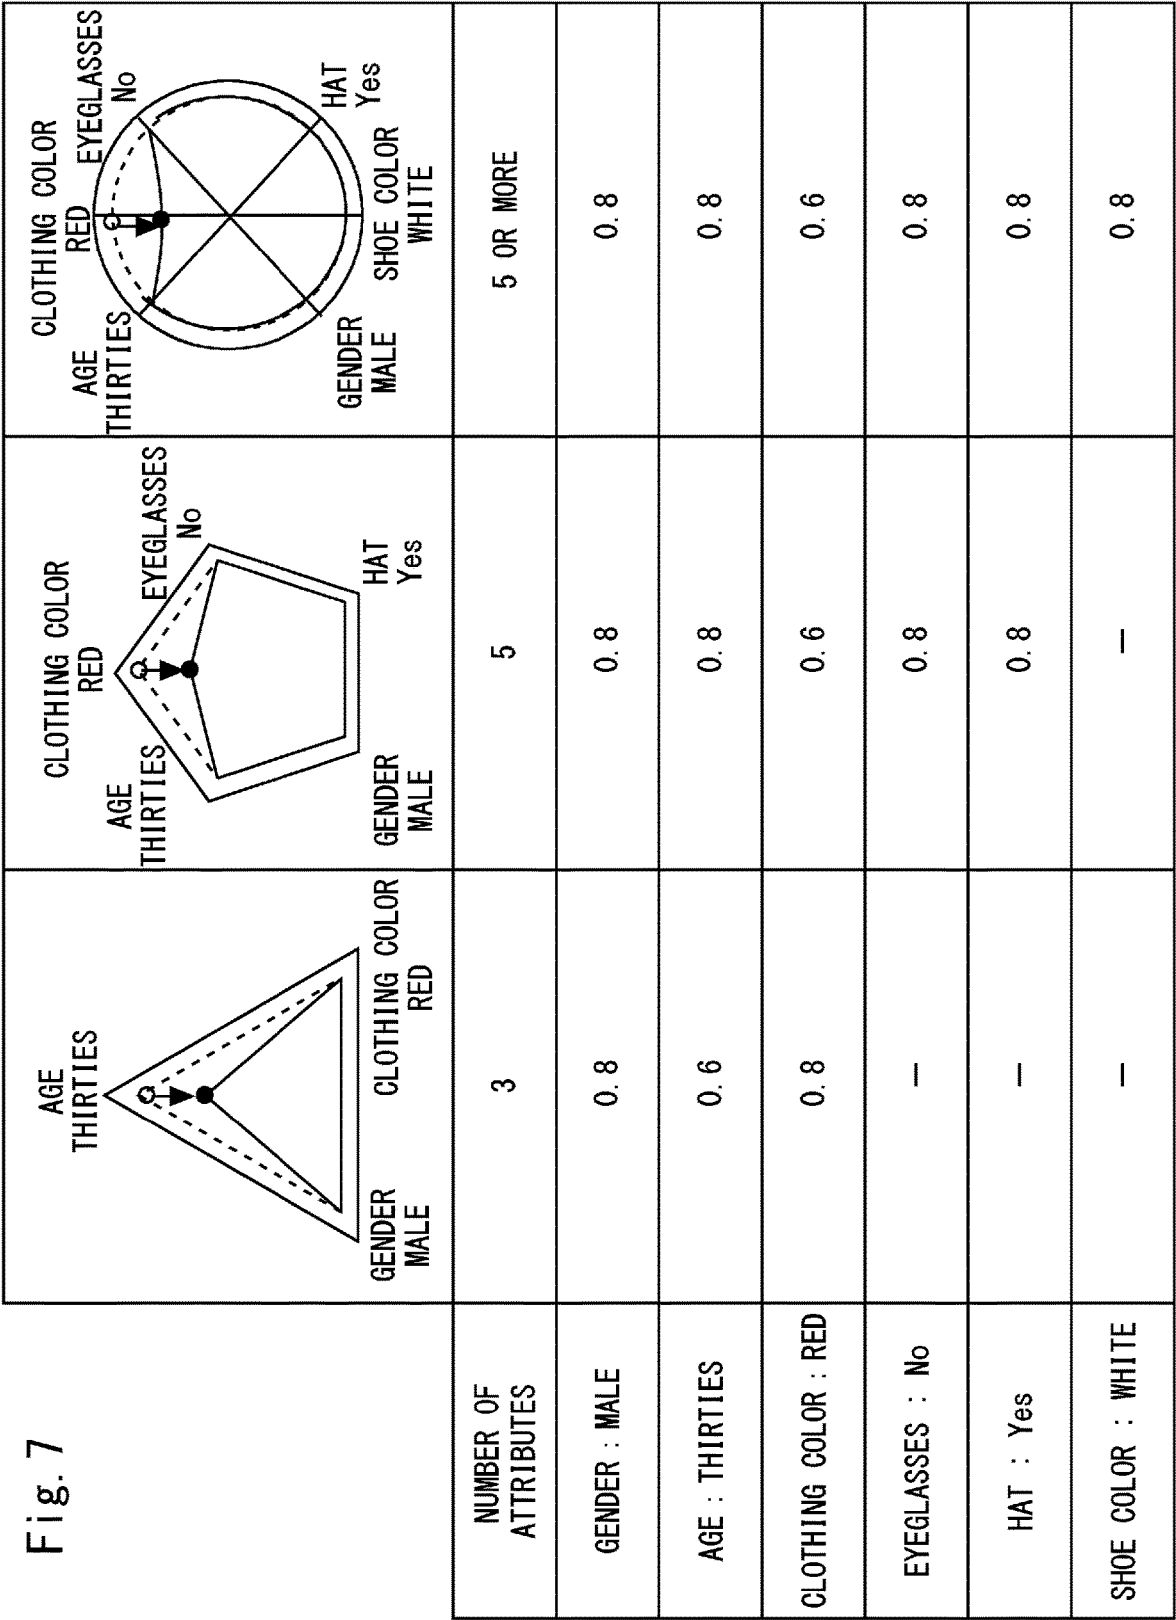 Fig. 7
AGE
THIRTIES
GENDER
MALE
CLOTHING COLOR
RED
CLOTHING COLOR
RED
AGE
THIRTIES
EYEGLASSES
No
GENDER
MALE
HAT
Yes
CLOTHING COLOR
RED
AGE
THIRTIES
EYEGLASSES
No
GENDER
MALE
SHOE COLOR
WHITE
HAT
Yes
NUMBER OF
ATTRIBUTES
3 5 5 OR MORE
GENDER : MALE 0.8 0.8 0.8
AGE : THIRTIES 0.6 0.8 0.8
CLOTHING COLOR : RED 0.8 0.6 0.6
EYEGLASSES : No — 0.8 0.8
HAT : Yes — 0.8 0.8
SHOE COLOR : WHITE — — 0.8